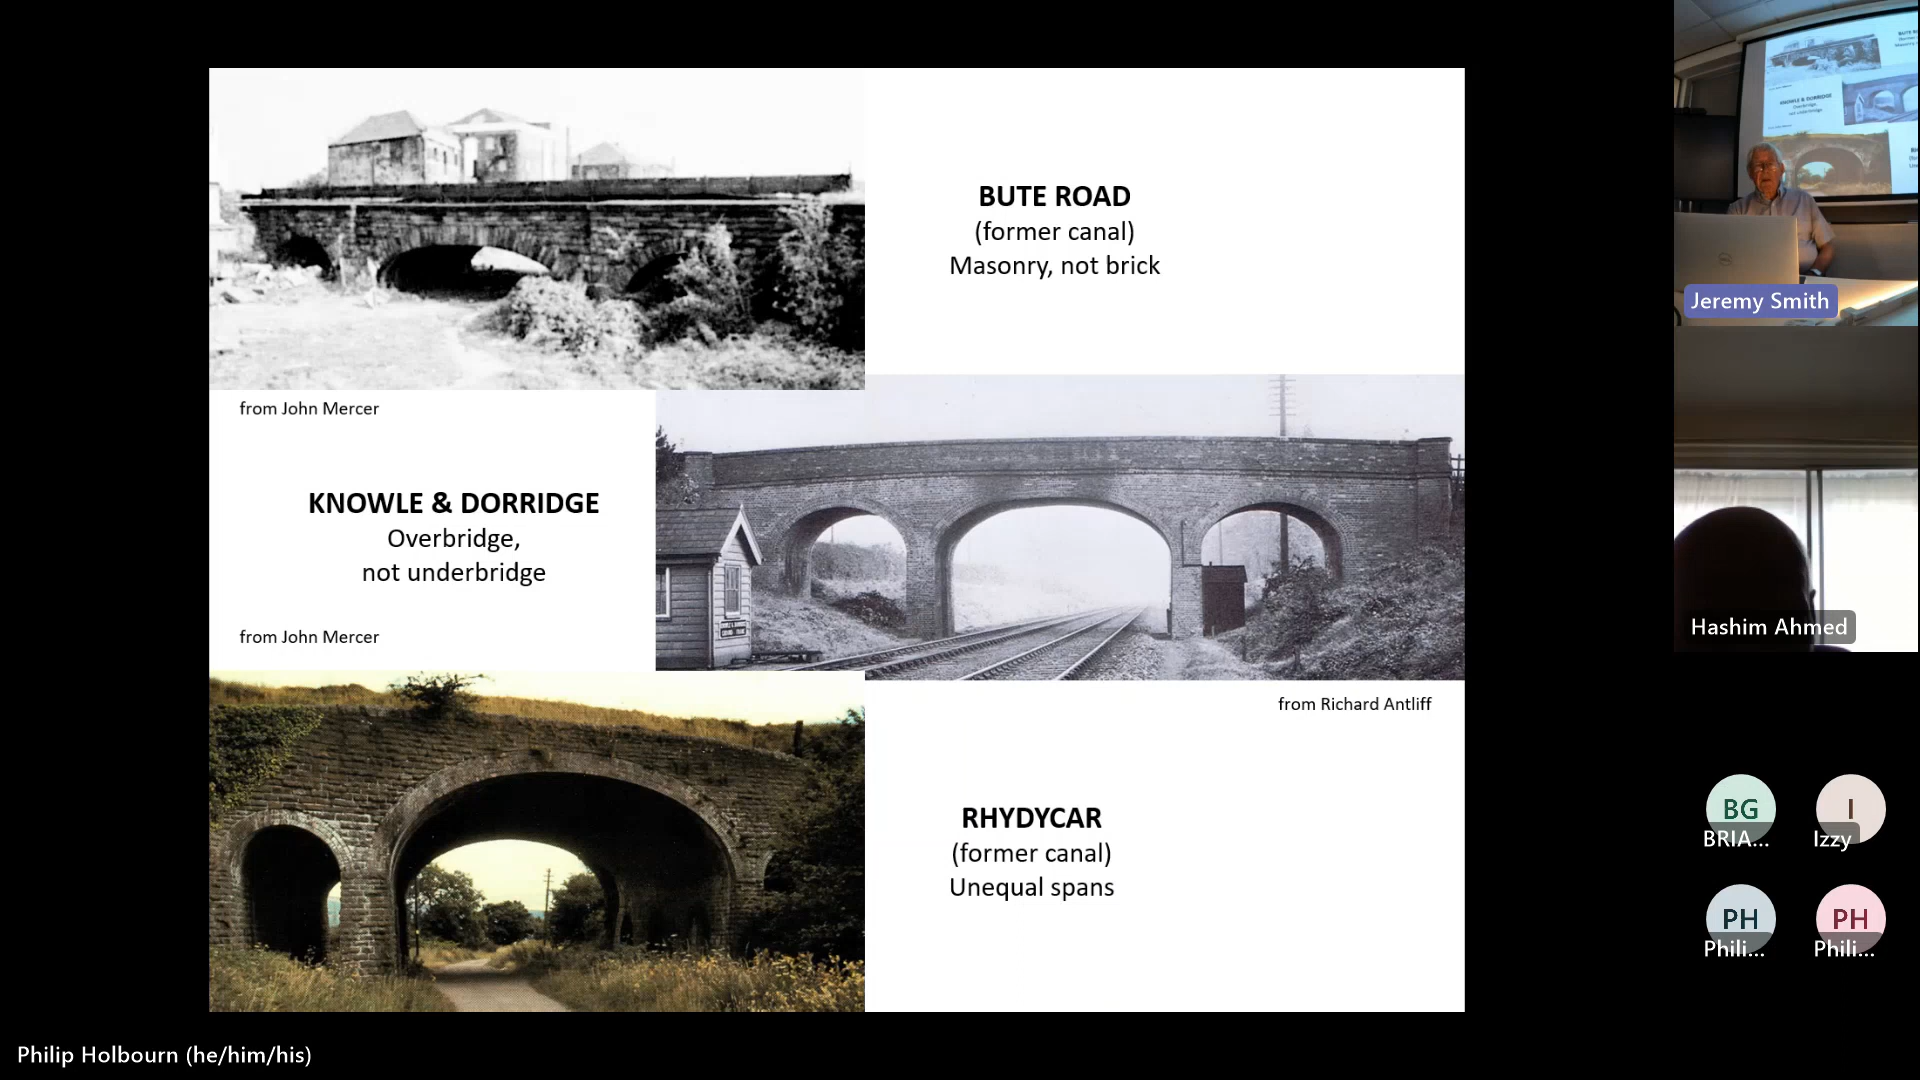 BUTE ROAD
(former canal)
Masonry, not brick
from John Mercer
KNOWLE & DORRIDGE
Overbridge,
not underbridge
from John Mercer
from Richard Antliff
RHYDYCAR
(former canal)
Unequal spans
Jeremy Smith
Hashim Ahmed
BG
BRIA...
I
Izzy
PH
Phili...
PH
Phili...
Philip Holbourn (he/him/his)